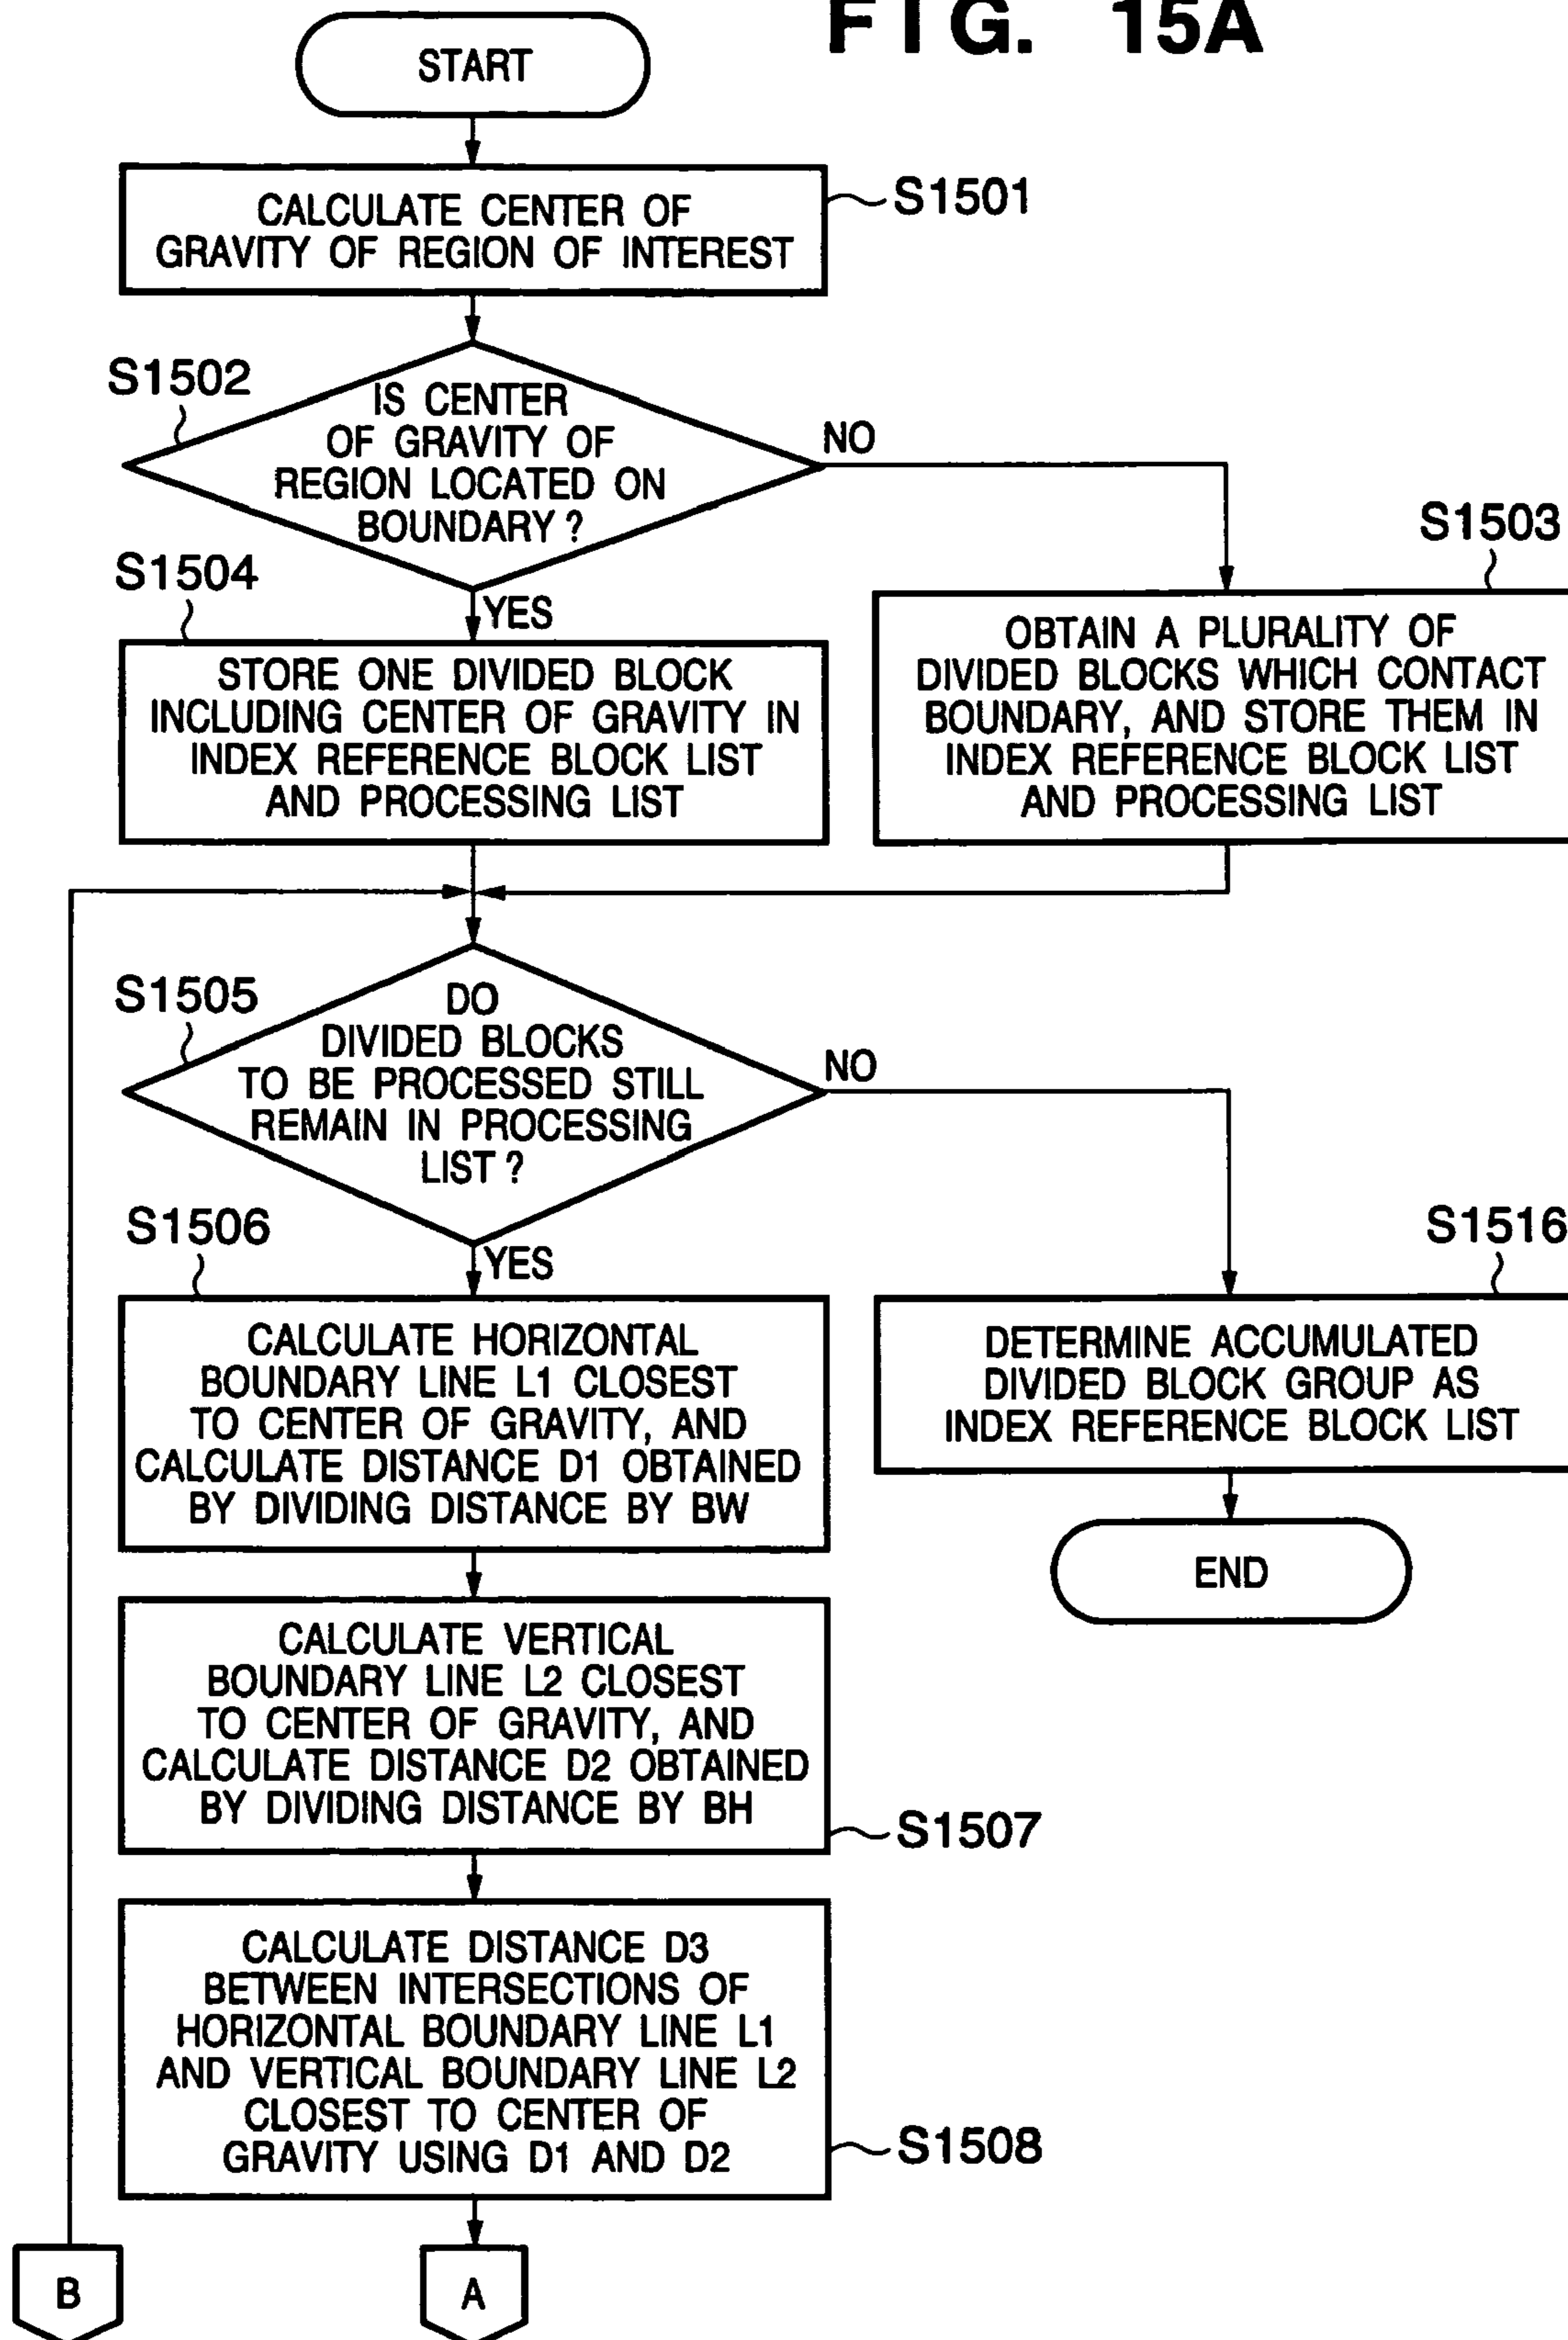 FIG. 15A
START
CALCULATE CENTER OF
GRAVITY OF REGION OF INTEREST
S1501
S1502
IS CENTER
OF GRAVITY OF
REGION LOCATED ON
BOUNDARY?
NO
S1503
S1504
YES
OBTAIN A PLURALITY OF
DIVIDED BLOCKS WHICH CONTACT
BOUNDARY, AND STORE THEM IN
INDEX REFERENCE BLOCK LIST
AND PROCESSING LIST
STORE ONE DIVIDED BLOCK
INCLUDING CENTER OF GRAVITY IN
INDEX REFERENCE BLOCK LIST
AND PROCESSING LIST
S1505
DO
DIVIDED BLOCKS
TO BE PROCESSED STILL
REMAIN IN PROCESSING
LIST?
NO
S1506
YES
S1516
CALCULATE HORIZONTAL
BOUNDARY LINE L1 CLOSEST
TO CENTER OF GRAVITY, AND
CALCULATE DISTANCE D1 OBTAINED
BY DIVIDING DISTANCE BY BW
DETERMINE ACCUMULATED
DIVIDED BLOCK GROUP AS
INDEX REFERENCE BLOCK LIST
END
CALCULATE VERTICAL
BOUNDARY LINE L2 CLOSEST
TO CENTER OF GRAVITY, AND
CALCULATE DISTANCE D2 OBTAINED
BY DIVIDING DISTANCE BY BH
S1507
CALCULATE DISTANCE D3
BETWEEN INTERSECTIONS OF
HORIZONTAL BOUNDARY LINE L1
AND VERTICAL BOUNDARY LINE L2
CLOSEST TO CENTER OF
GRAVITY USING D1 AND D2
S1508
B
A